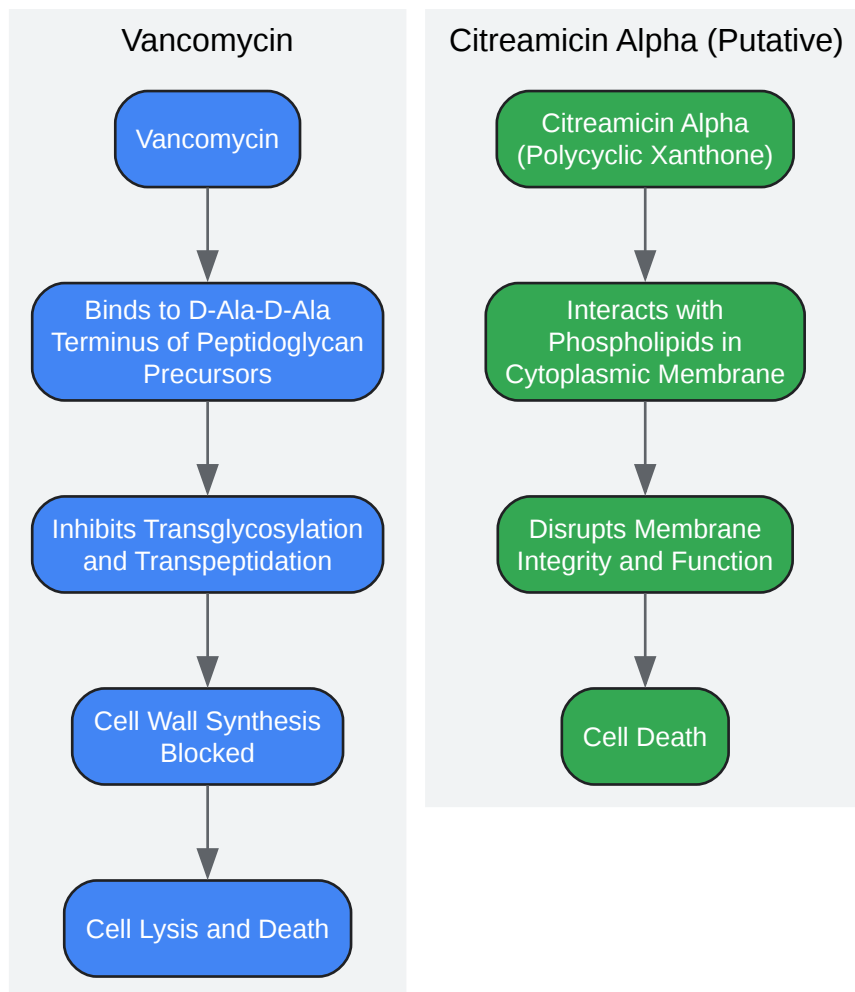 Vancomycin
Vancomycin
Binds to D-Ala-D-Ala
Terminus of Peptidoglycan
Precursors
Inhibits Transglycosylation
and Transpeptidation
Cell Wall Synthesis
Blocked
Cell Lysis and Death
Citreamicin Alpha (Putative)
Citreamicin Alpha
(Polycyclic Xanthone)
Interacts with
Phospholipids in
Cytoplasmic Membrane
Disrupts Membrane
Integrity and Function
Cell Death